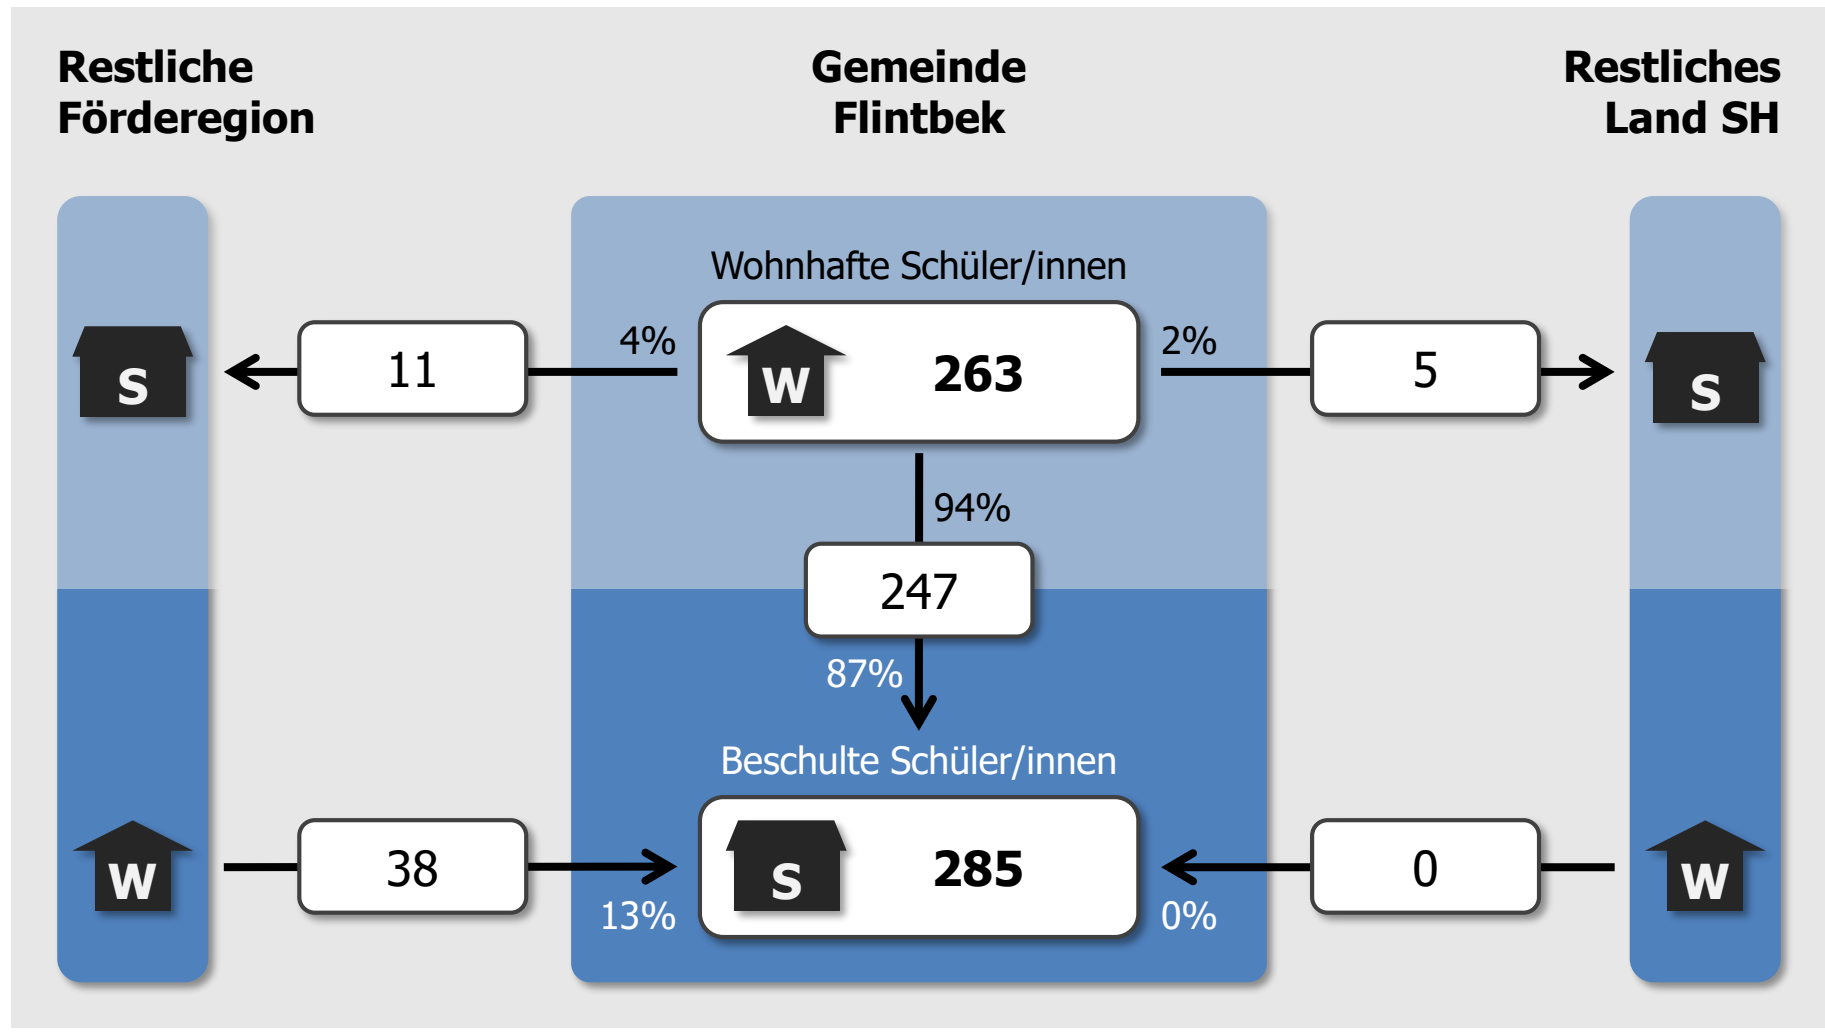 Restliche
Förderegion
Gemeinde
Flintbek
Restliches
Land SH
Wohnhafte Schüler/innen
S
11
4%
W
263
2%
5
S
94%
247
87%
Beschulte Schüler/innen
W
38
13%
S
285
0%
0
W